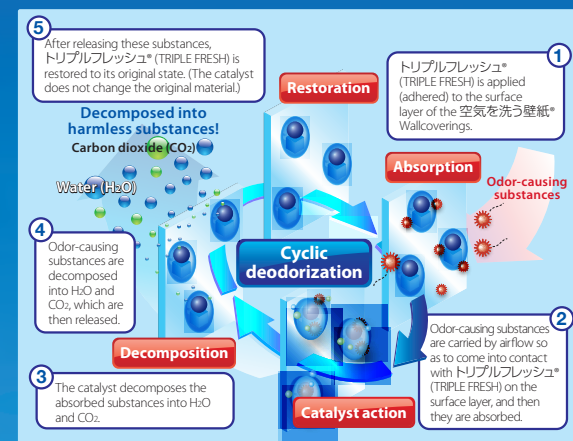 5
After releasing these substances,
トリプルフレッシュ® (TRIPLE FRESH) is
restored to its original state. (The catalyst
does not change the original material.)
Restoration
1
トリプルフレッシュ®
(TRIPLE FRESH) is applied
(adhered) to the surface
layer of the 空気を洗う壁紙®
Wallcoverings.
Decomposed into
harmless substances!
Carbon dioxide (CO₂)
Water (H₂O)
Absorption
Odor-causing
substances
4
Odor-causing
substances are
decomposed
into H₂O and
CO₂, which are
then released.
Cyclic
deodorization
2
Odor-causing substances
are carried by airflow so
as to come into contact
with トリプルフレッシュ®
(TRIPLE FRESH) on the
surface layer, and then
they are absorbed.
Decomposition
3
The catalyst decomposes the
absorbed substances into H₂O
and CO₂.
Catalyst action